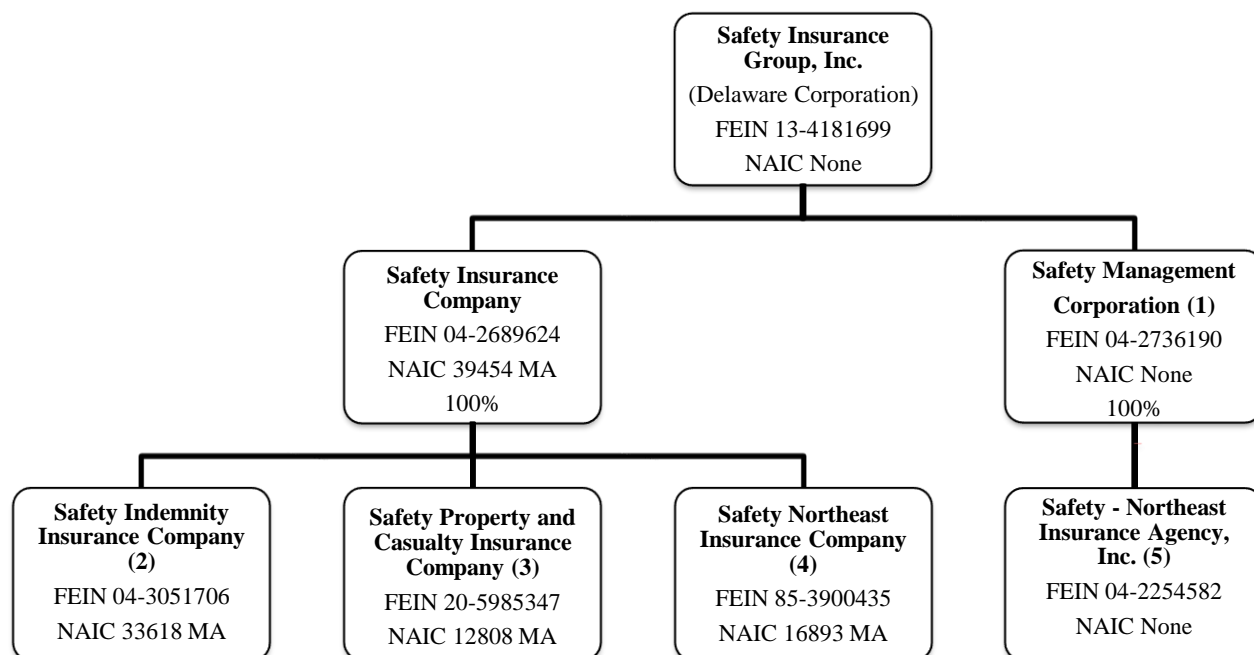 Safety Insurance
Group, Inc.
(Delaware Corporation)
FEIN 13-4181699
NAIC None
Safety Insurance
Company
FEIN 04-2689624
NAIC 39454 MA
100%
Safety Management
Corporation (1)
FEIN 04-2736190
NAIC None
100%
Safety Indemnity
Insurance Company
(2)
FEIN 04-3051706
NAIC 33618 MA
Safety Property and
Casualty Insurance
Company (3)
FEIN 20-5985347
NAIC 12808 MA
Safety Northeast
Insurance Company
(4)
FEIN 85-3900435
NAIC 16893 MA
Safety - Northeast
Insurance Agency,
Inc. (5)
FEIN 04-2254582
NAIC None